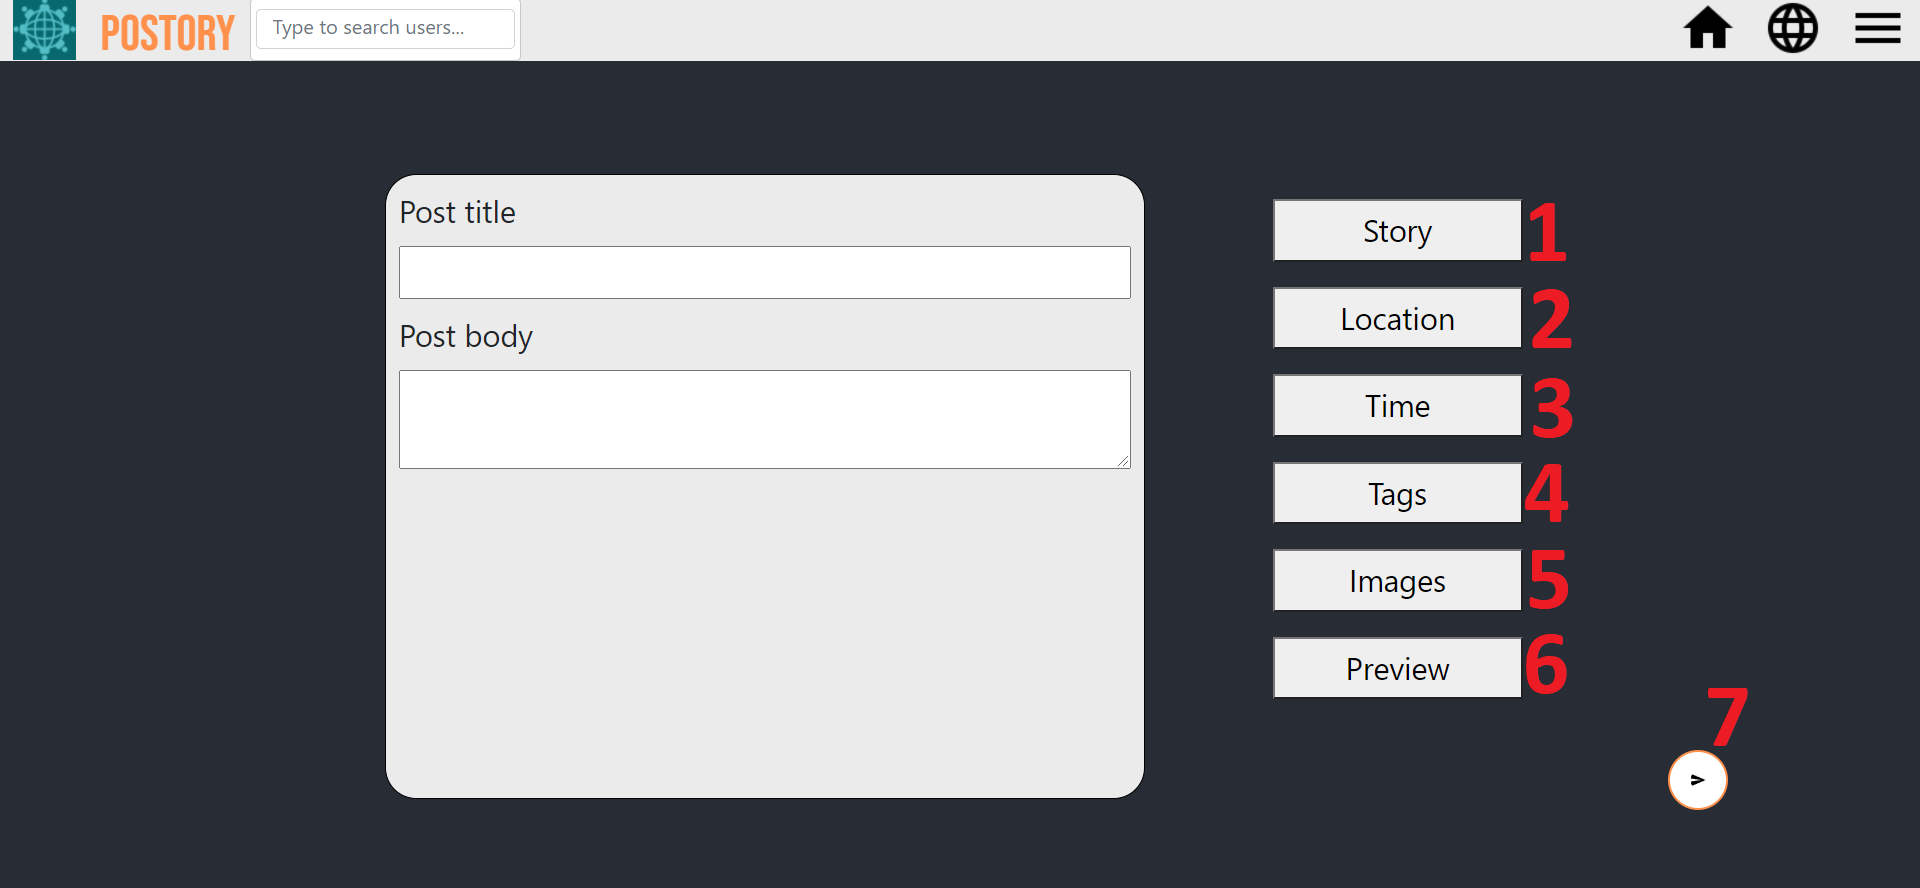 POSTORY
Type to search users...
Post title
Post body
Story 1
Location 2
Time 3
Tags 4
Images 5
Preview 6
7